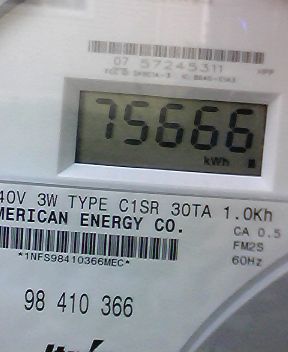 07 57245311
75666
kWh
40V 3W TYPE C1SR 30TA 1.0Kh
MERICAN ENERGY CO.
CA 0.5
FM2S
60Hz
*1NFS98410366MEC*
98 410 366